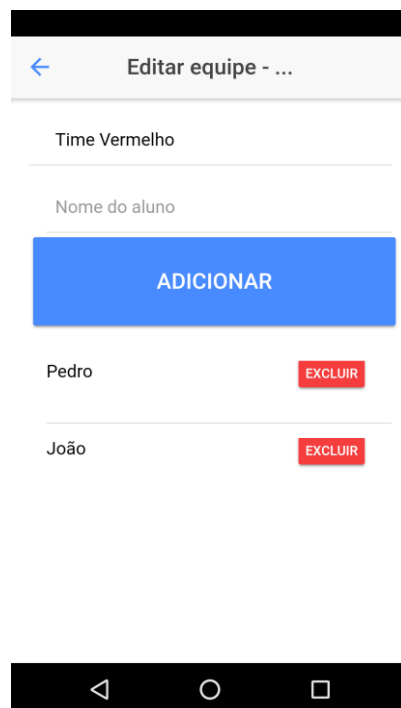 Editar equipe - ...
Time Vermelho
Nome do aluno
ADICIONAR
Pedro EXCLUIR
João EXCLUIR